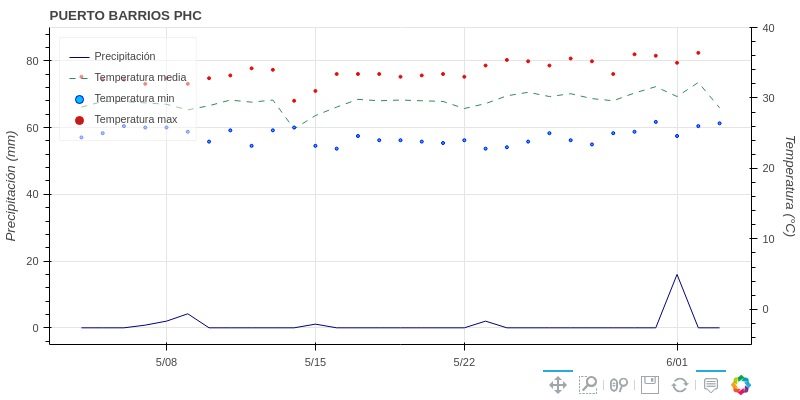 PUERTO BARRIOS PHC
Precipitación
Temperatura media
Temperatura min
Temperatura max
Precipitación (mm)
80
60
40
20
0
Temperatura (°C)
40
30
20
10
0
5/08
5/15
5/22
6/01